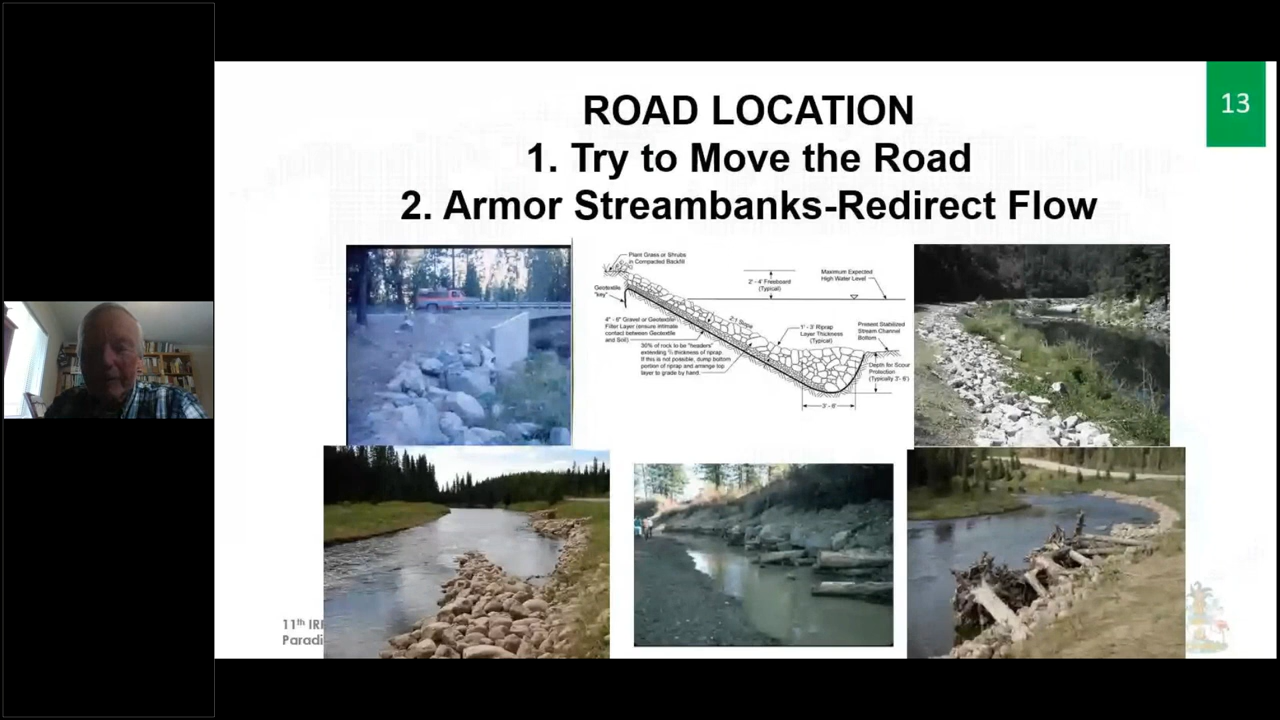 13
ROAD LOCATION
1. Try to Move the Road
2. Armor Streambanks-Redirect Flow
Plant Grass or Shrubs
in Compacted Backfill
Geotextile
"key"
2' - 4' Freeboard
(Typical)
Maximum Expected
High Water Level
2:1 Slope
4" - 6" Gravel or Geotextile
Filter Layer (ensure intimate
contact between Geotextile
and Soil)
30% of rock to be "headers"
extending ⅔ thickness of riprap.
If this is not possible, dump bottom
portion of riprap and arrange top
layer to grade by hand.
1' - 3' Riprap
Layer Thickness
(Typical)
Present Stabilized
Stream Channel
Bottom
Depth for Scour
Protection
(Typically 3'- 6')
3' - 6'
11th